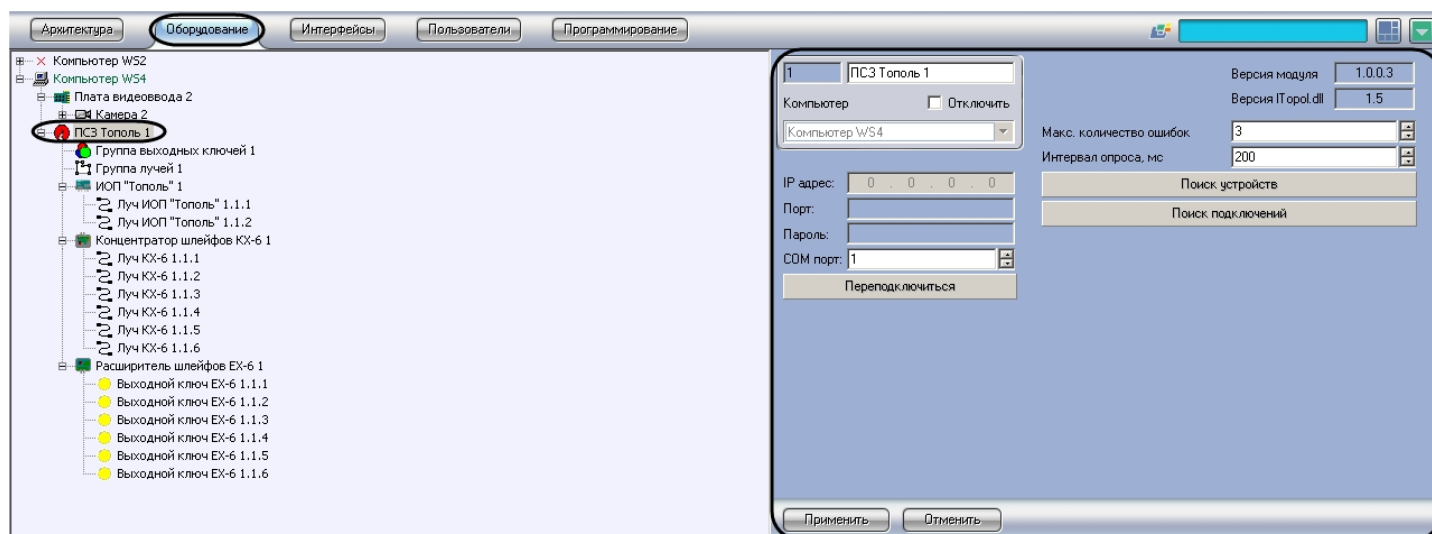 Архитектура Оборудование Интерфейсы Пользователи Программирование
Компьютер WS2
Компьютер WS4
Плата видеоввода 2
Камера 2
ПСЗ Тополь 1
Группа выходных ключей 1
Группа лучей 1
ИОП "Тополь" 1
Луч ИОП "Тополь" 1.1.1
Луч ИОП "Тополь" 1.1.2
Концентратор шлейфов КХ-6 1
Луч КХ-6 1.1.1
Луч КХ-6 1.1.2
Луч КХ-6 1.1.3
Луч КХ-6 1.1.4
Луч КХ-6 1.1.5
Луч КХ-6 1.1.6
Расширитель шлейфов ЕХ-6 1
Выходной ключ ЕХ-6 1.1.1
Выходной ключ ЕХ-6 1.1.2
Выходной ключ ЕХ-6 1.1.3
Выходной ключ ЕХ-6 1.1.4
Выходной ключ ЕХ-6 1.1.5
Выходной ключ ЕХ-6 1.1.6
1 ПСЗ Тополь 1
Компьютер Отключить
Компьютер WS4
IP адрес: 0 . 0 . 0 . 0
Порт:
Пароль:
COM порт: 1
Переподключиться
Версия модуля 1.0.0.3
Версия ITopol.dll 1.5
Макс. количество ошибок 3
Интервал опроса, мс 200
Поиск устройств
Поиск подключений
Применить Отменить